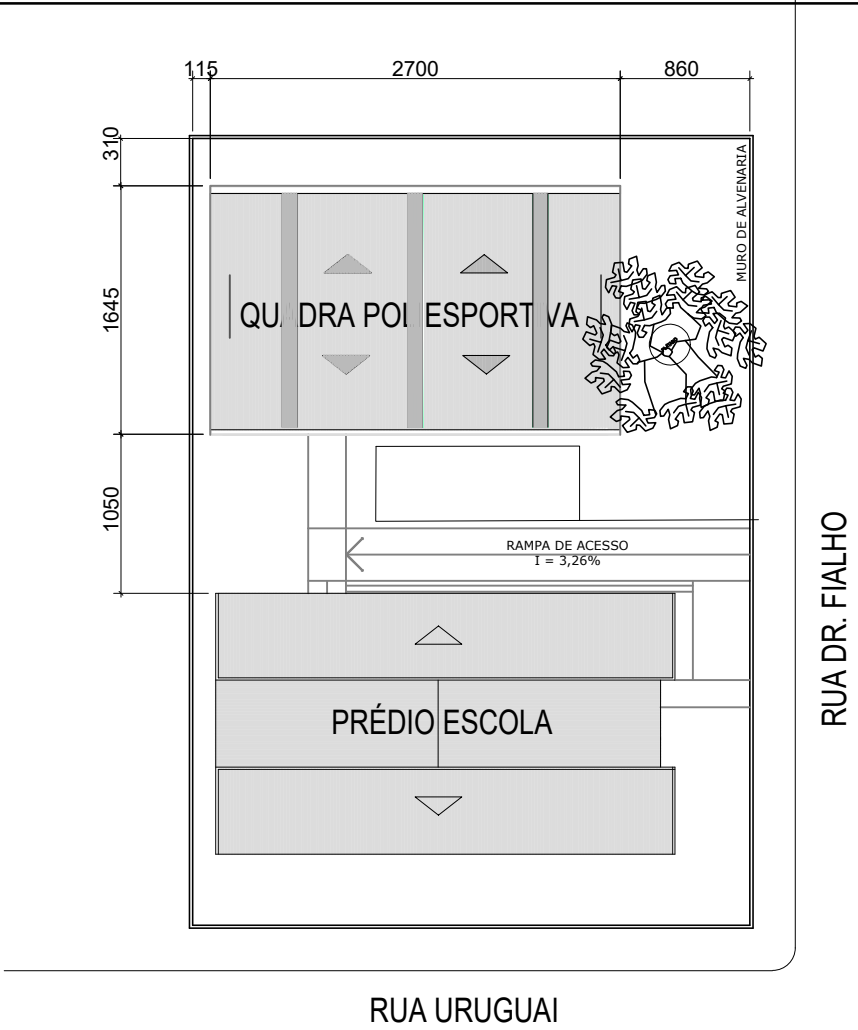 115
2700
860
310
MURO DE ALVENARIA
1645
QUADRA POLIESPORTIVA
1050
RAMPA DE ACESSO
I = 3,26%
RUA DR. FIALHO
PRÉDIO ESCOLA
RUA URUGUAI